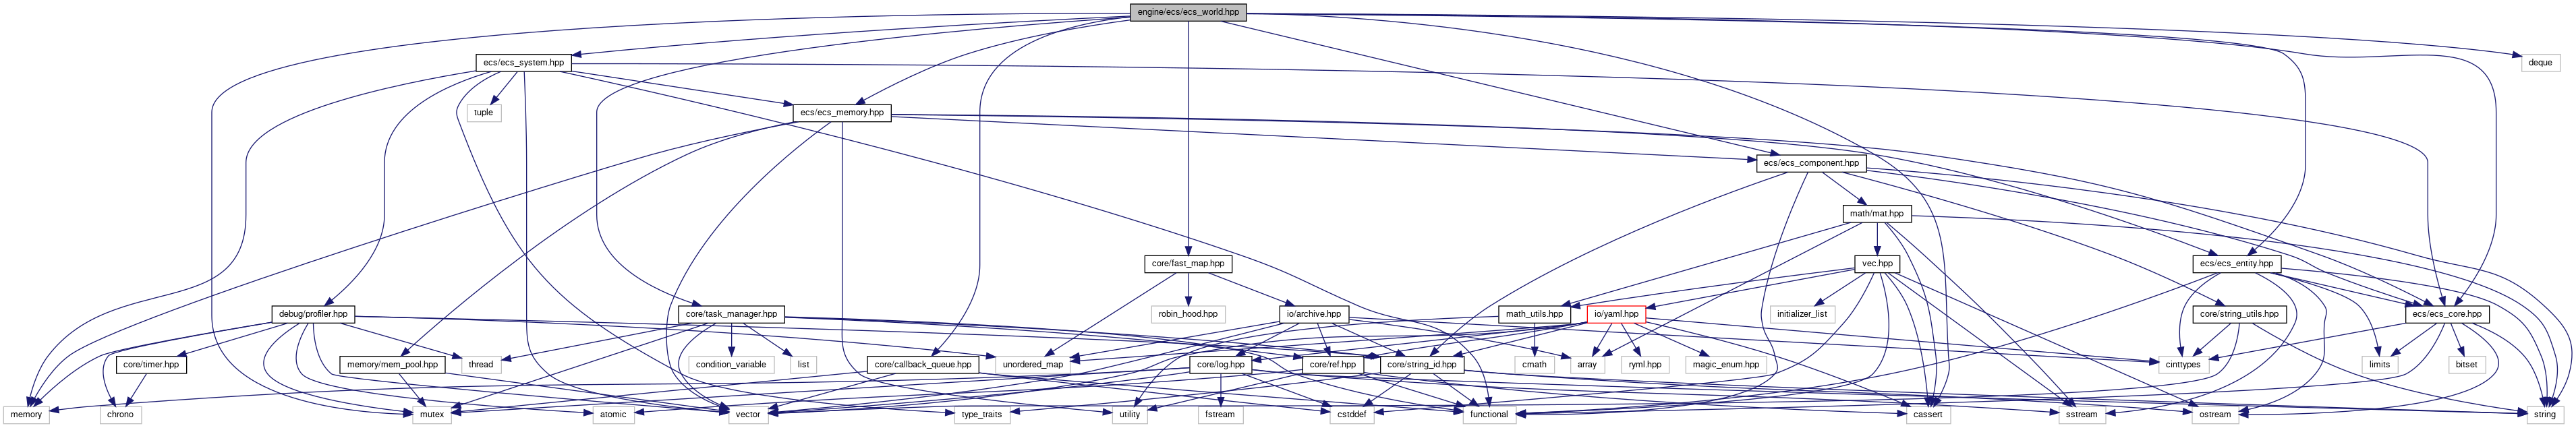 engine/ecs/ecs_world.hpp
ecs/ecs_system.hpp
deque
tuple
ecs/ecs_memory.hpp
ecs/ecs_component.hpp
math/mat.hpp
core/fast_map.hpp
vec.hpp
ecs/ecs_entity.hpp
debug/profiler.hpp
core/task_manager.hpp
robin_hood.hpp
io/archive.hpp
math_utils.hpp
io/yaml.hpp
initializer_list
core/string_utils.hpp
ecs/ecs_core.hpp
core/timer.hpp
memory/mem_pool.hpp
thread
condition_variable
list
core/callback_queue.hpp
unordered_map
core/log.hpp
core/ref.hpp
core/string_id.hpp
cmath
array
ryml.hpp
magic_enum.hpp
cinttypes
limits
bitset
memory
chrono
mutex
atomic
vector
type_traits
utility
fstream
cstddef
functional
cassert
sstream
ostream
string